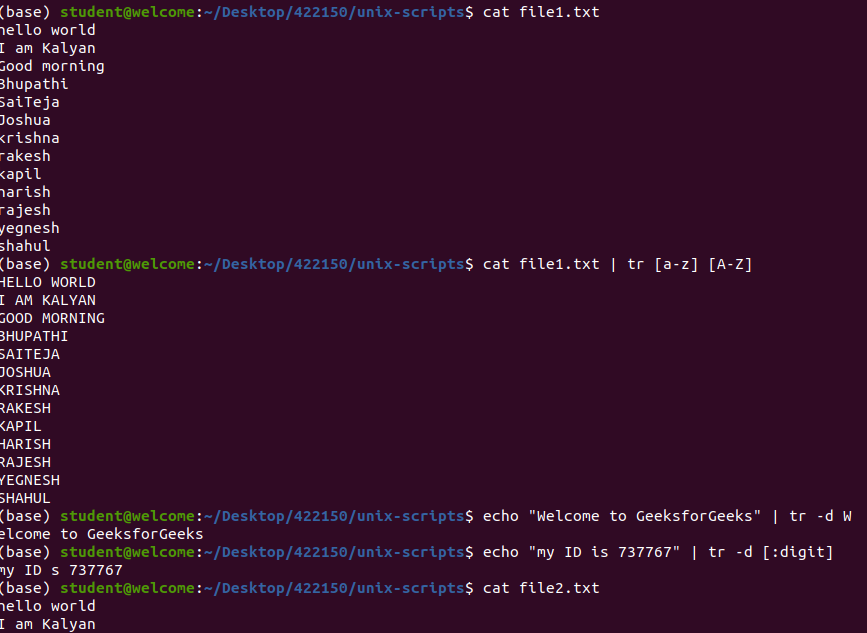 (base) student@welcome:~/Desktop/422150/unix-scripts$ cat file1.txt
hello world
I am Kalyan
Good morning
Bhupathi
SaiTeja
Joshua
krishna
rakesh
kapil
harish
rajesh
yegnesh
shahul
(base) student@welcome:~/Desktop/422150/unix-scripts$ cat file1.txt | tr [a-z] [A-Z]
HELLO WORLD
I AM KALYAN
GOOD MORNING
BHUPATHI
SAITEJA
JOSHUA
KRISHNA
RAKESH
KAPIL
HARISH
RAJESH
YEGNESH
SHAHUL
(base) student@welcome:~/Desktop/422150/unix-scripts$ echo "Welcome to GeeksforGeeks" | tr -d W
elcome to GeeksforGeeks
(base) student@welcome:~/Desktop/422150/unix-scripts$ echo "my ID is 737767" | tr -d [:digit]
my ID s 737767
(base) student@welcome:~/Desktop/422150/unix-scripts$ cat file2.txt
hello world
I am Kalyan